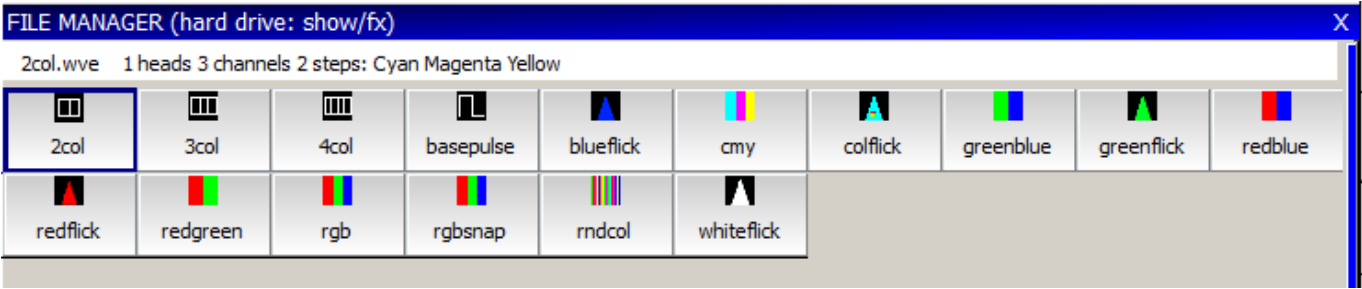 FILE MANAGER (hard drive: show/fx) X
2col.wve 1 heads 3 channels 2 steps: Cyan Magenta Yellow
2col 3col 4col basepulse blueflick cmy colflick greenblue greenflick redblue
redflick redgreen rgb rgbsnap rndcol whiteflick